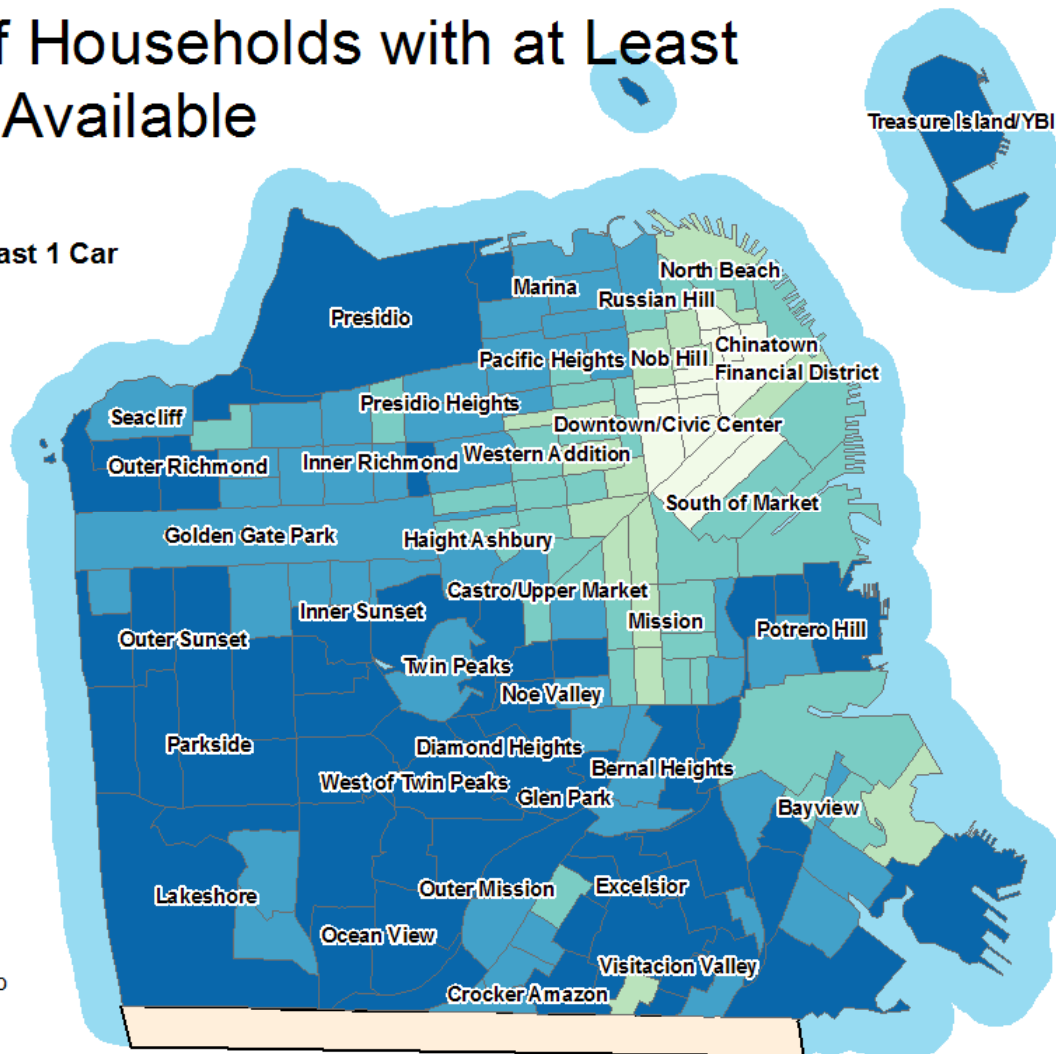 f Households with at Least
Available
Treasure Island/YBI
ast 1 Car
North Beach
Marina
Russian Hill
Presidio
Chinatown
Pacific Heights
Nob Hill
Financial District
Presidio Heights
Seacliff
Downtown/Civic Center
Western Addition
Outer Richmond
Inner Richmond
South of Market
Golden Gate Park
Haight Ashbury
Castro/Upper Market
Inner Sunset
Mission
Potrero Hill
Outer Sunset
Twin Peaks
Noe Valley
Parkside
Diamond Heights
Bernal Heights
West of Twin Peaks
Glen Park
Bayview
Outer Mission
Excelsior
Lakeshore
Ocean View
Visitacion Valley
Crocker Amazon